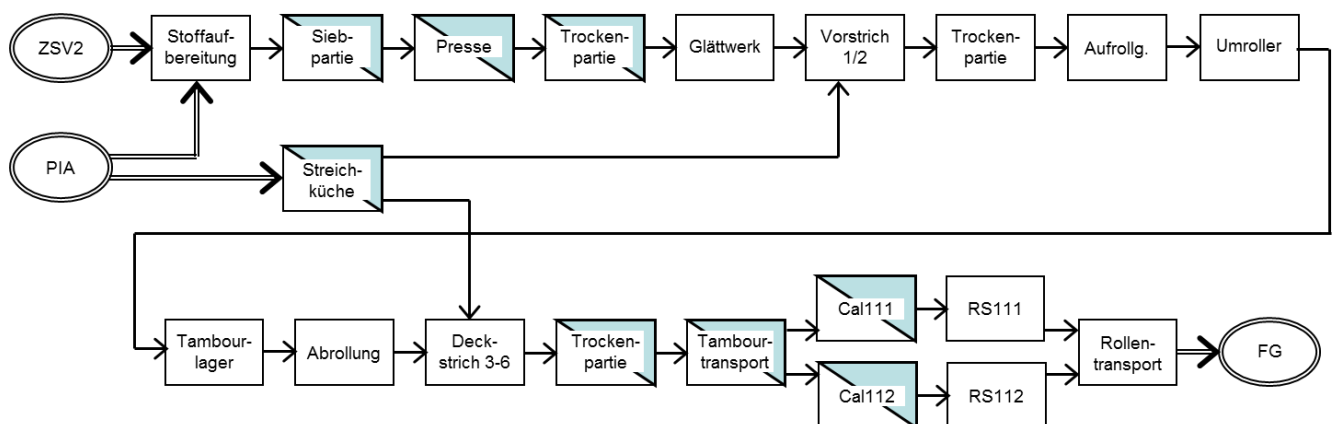 ZSV2
Stoffauf-
bereitung
Sieb-
partie
Presse
Trocken-
partie
Glättwerk
Vorstrich
1/2
Trocken-
partie
Aufrollg.
Umroller
PIA
Streich-
küche
Tambour-
lager
Abrollung
Deck-
strich 3-6
Trocken-
partie
Tambour-
transport
Cal111
RS111
Cal112
RS112
Rollen-
transport
FG